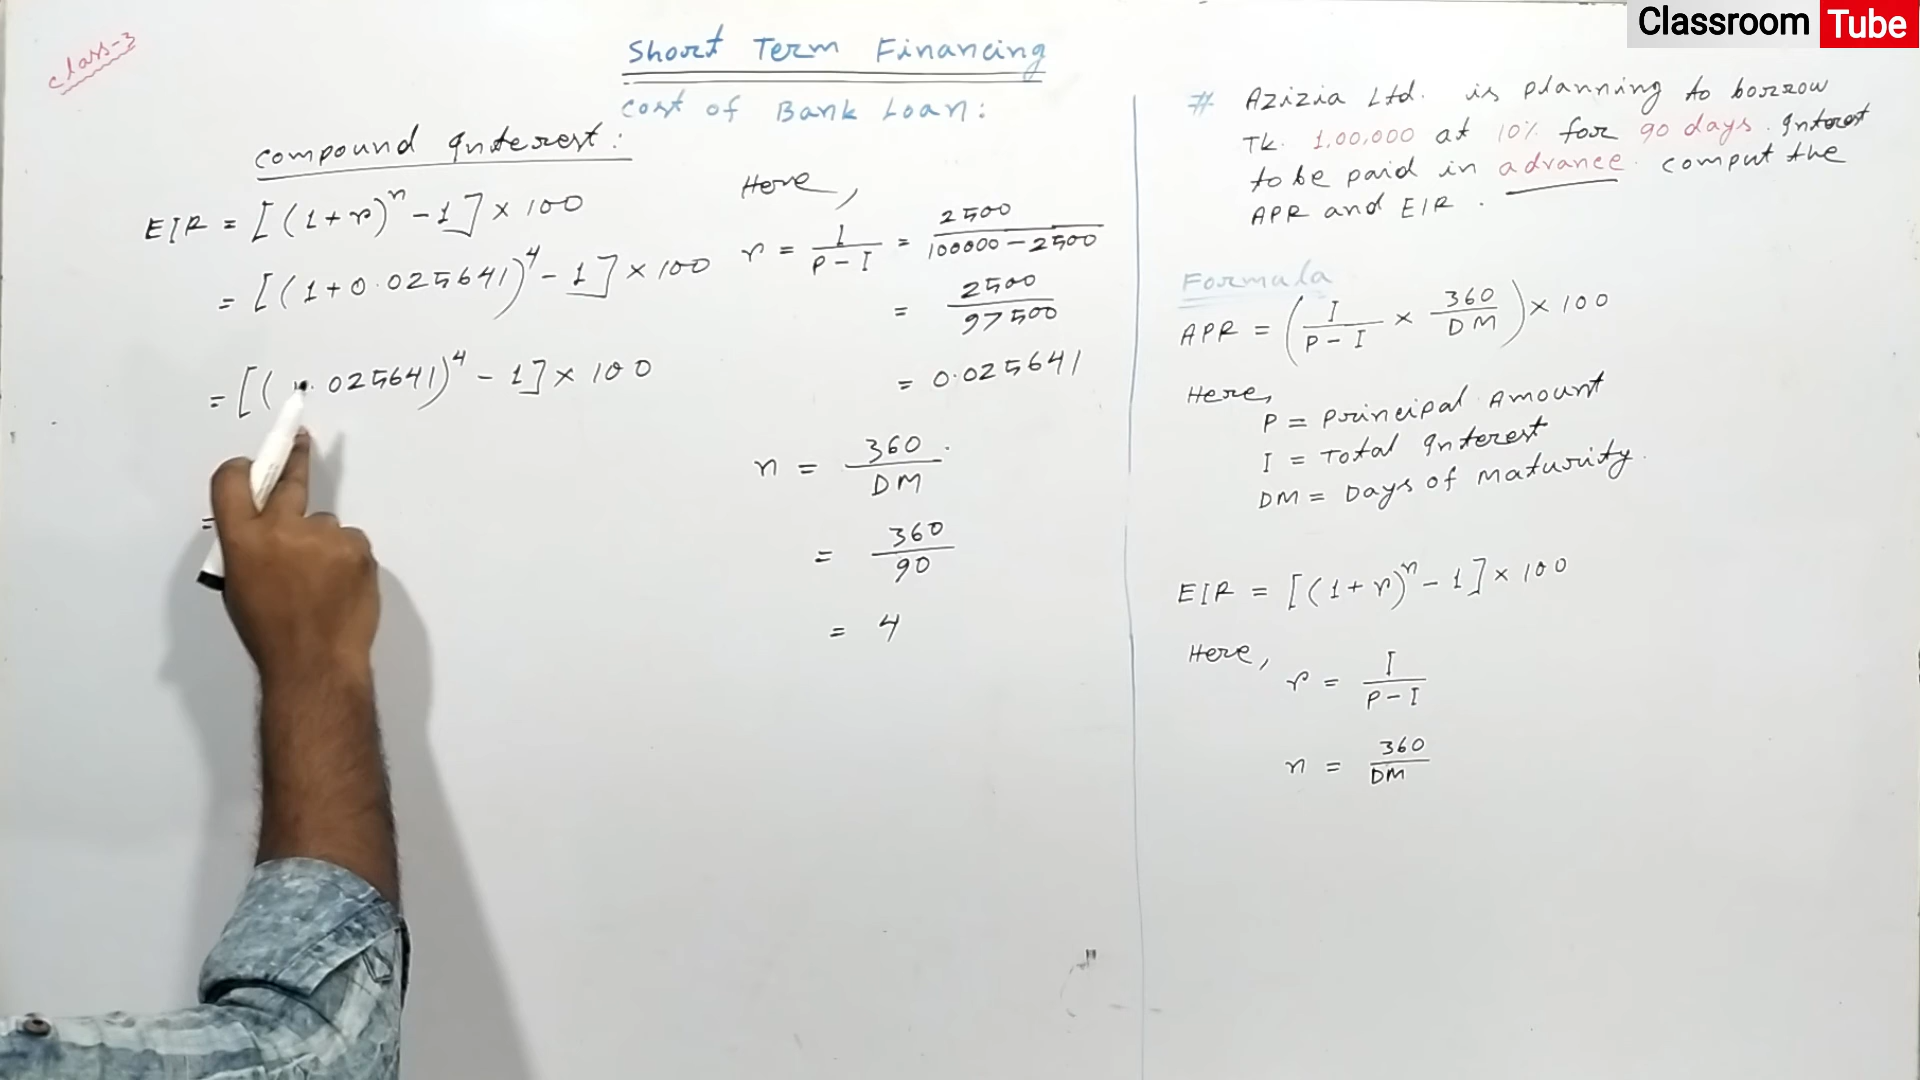 Classroom Tube
class-3
Short Term Financing
Cost of Bank Loan:
Compound Interest:
EIR = [(1+r)^n - 1] × 100
= [(1+0.025641)^4 - 1] × 100
= [(1.025641)^4 - 1] × 100
=
Here,
r = I / P - I = 2500 / 100000 - 2500
= 2500 / 97500
= 0.025641
n = 360 / DM
= 360 / 90
= 4
# Azizia Ltd. is planning to borrow
TK. 1,00,000 at 10% for 90 days. Interest
to be paid in advance. comput the
APR and EIR.
Formula
APR = (I / P - I × 360 / DM) × 100
Here,
P = Principal Amount
I = Total Interest
DM = Days of Maturity.
EIR = [(1+r)^n - 1] × 100
Here,
r = I / P - I
n = 360 / DM